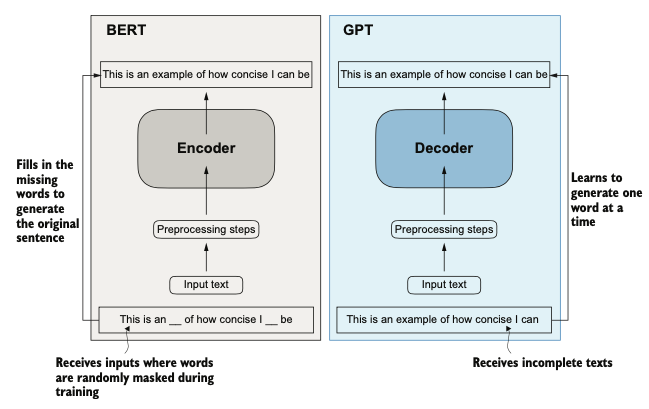 BERT
This is an example of how concise I can be
Encoder
Preprocessing steps
Input text
This is an __ of how concise I __ be
Fills in the
missing
words to
generate
the original
sentence
Receives inputs where words
are randomly masked during
training
GPT
This is an example of how concise I can be
Decoder
Preprocessing steps
Input text
This is an example of how concise I can
Learns to
generate one
word at a
time
Receives incomplete texts